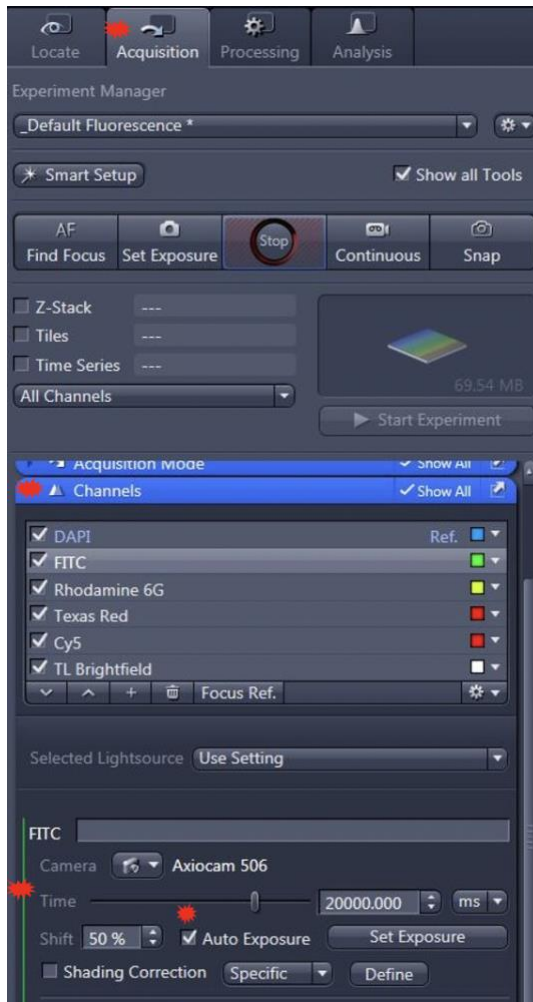 Locate Acquisition Processing Analysis
Experiment Manager
_Default Fluorescence *
Smart Setup Show all Tools
AF
Find Focus Set Exposure Stop Continuous Snap
Z-Stack ---
Tiles ---
Time Series ---
69.54 MB
All Channels
Start Experiment
Acquisition Mode Show All
Channels Show All
DAPI Ref.
FITC
Rhodamine 6G
Texas Red
Cy5
TL Brightfield
+ Focus Ref.
Selected Lightsource Use Setting
FITC
Camera Axiocam 506
Time 20000.000 ms
Shift 50 % Auto Exposure Set Exposure
Shading Correction Specific Define